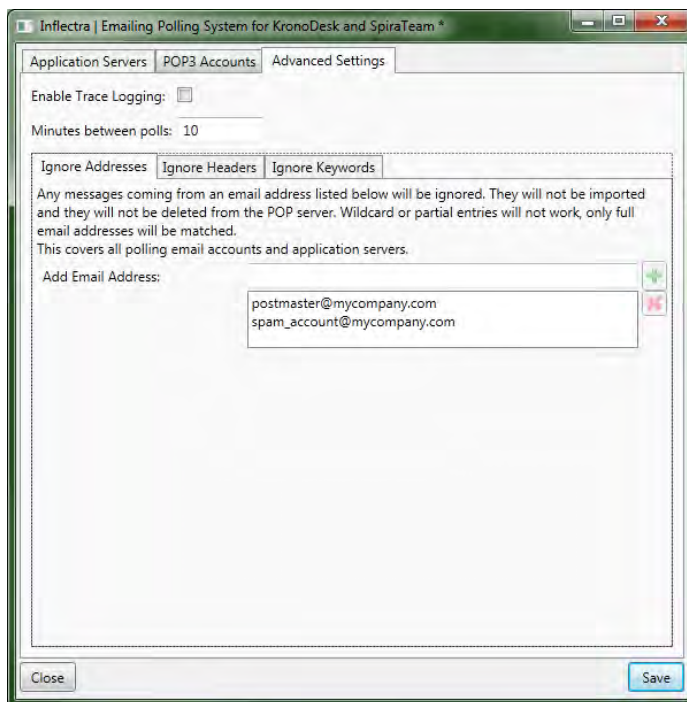 Inflectra | Emailing Polling System for KronoDesk and SpiraTeam *
Application Servers POP3 Accounts Advanced Settings
Enable Trace Logging:
Minutes between polls: 10
Ignore Addresses Ignore Headers Ignore Keywords
Any messages coming from an email address listed below will be ignored. They will not be imported
and they will not be deleted from the POP server. Wildcard or partial entries will not work, only full
email addresses will be matched.
This covers all polling email accounts and application servers.
Add Email Address:
postmaster@mycompany.com
spam_account@mycompany.com
Close Save